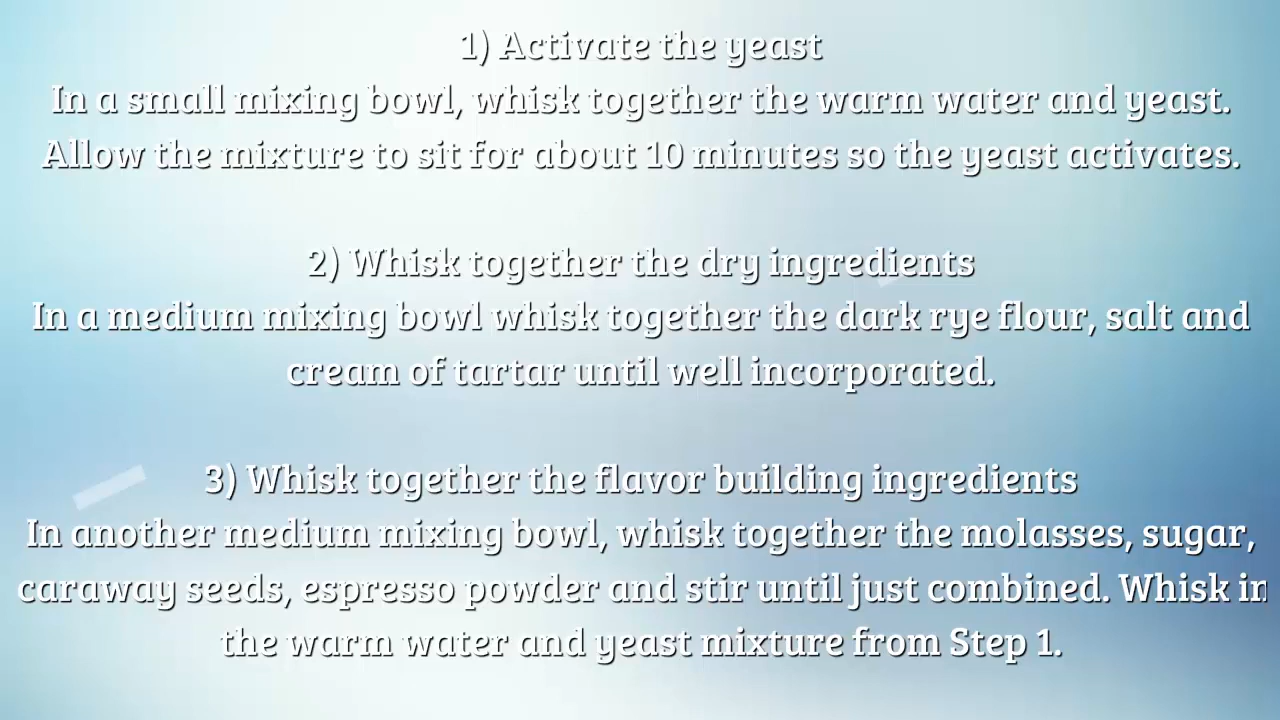 1) Activate the yeast
In a small mixing bowl, whisk together the warm water and yeast.
Allow the mixture to sit for about 10 minutes so the yeast activates.
2) Whisk together the dry ingredients
In a medium mixing bowl whisk together the dark rye flour, salt and
cream of tartar until well incorporated.
3) Whisk together the flavor building ingredients
In another medium mixing bowl, whisk together the molasses, sugar,
caraway seeds, espresso powder and stir until just combined. Whisk in
the warm water and yeast mixture from Step 1.